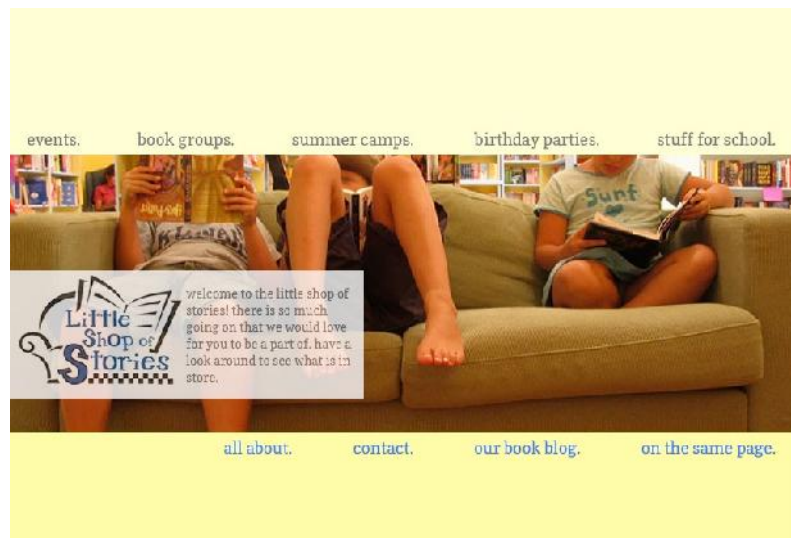 events. book groups. summer camps. birthday parties. stuff for school.
Surf
Little
Shop of
Stories
welcome to the little shop of
stories! there is so much
going on that we would love
for you to be a part of. have a
look around to see what is in
store.
all about. contact. our book blog. on the same page.